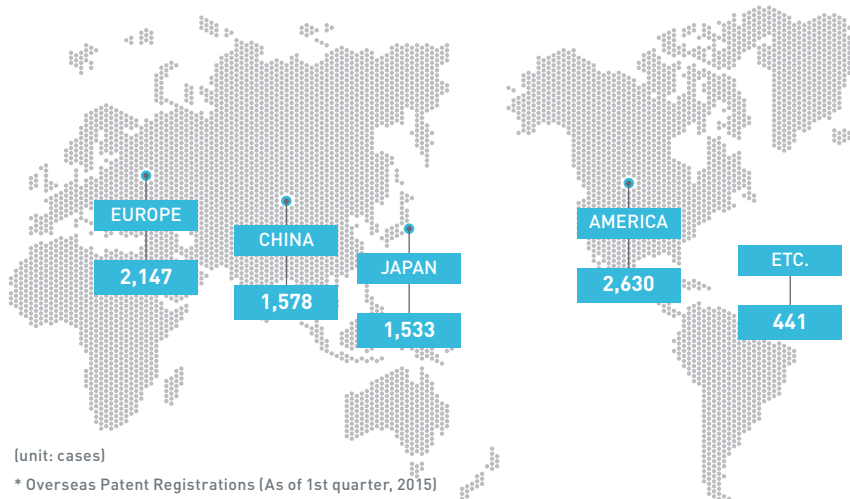 EUROPE
2,147
CHINA
1,578
JAPAN
1,533
AMERICA
2,630
ETC.
441
(unit: cases)
* Overseas Patent Registrations (As of 1st quarter, 2015)